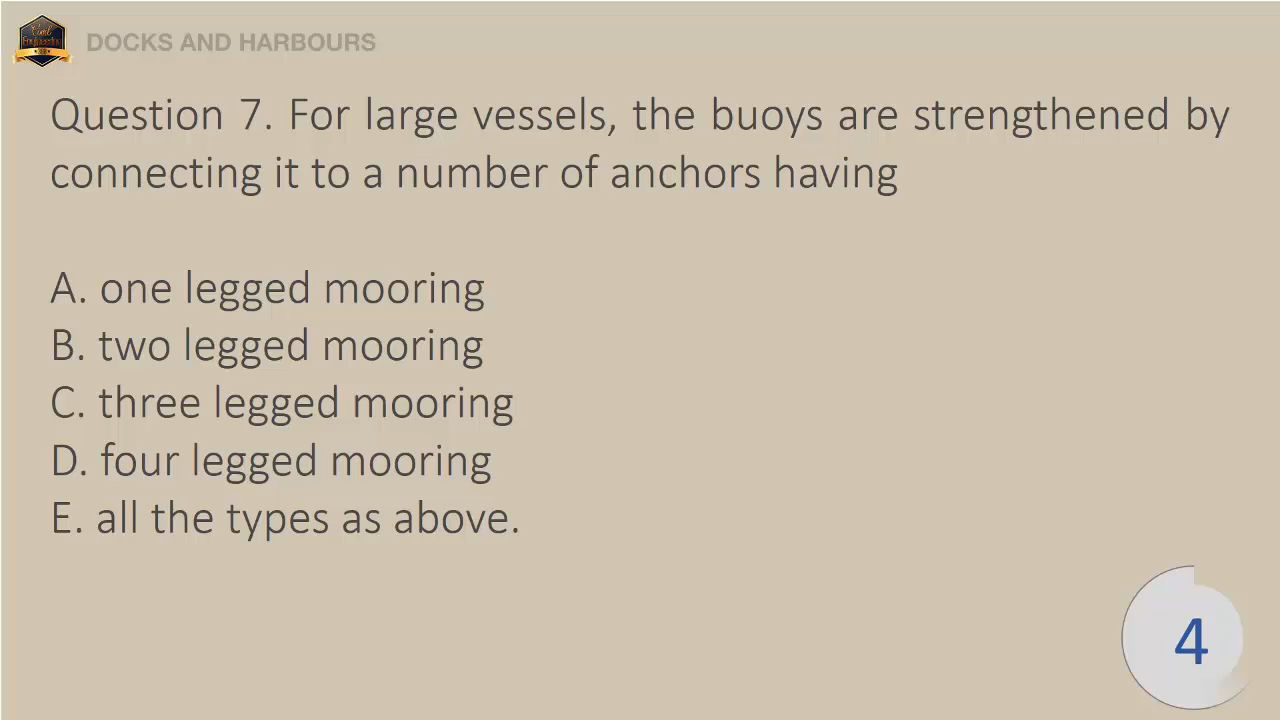 DOCKS AND HARBOURS
Question 7. For large vessels, the buoys are strengthened by
connecting it to a number of anchors having
A. one legged mooring
B. two legged mooring
C. three legged mooring
D. four legged mooring
E. all the types as above.
4